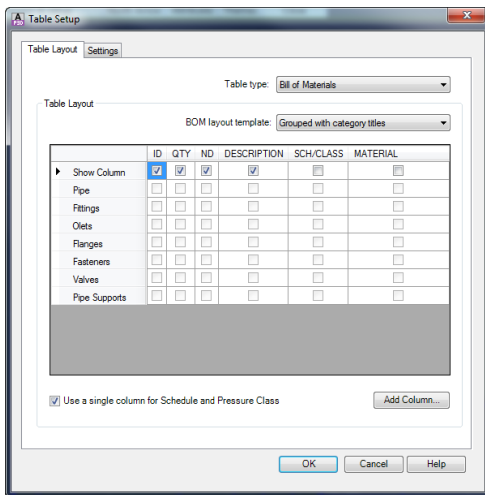 Table Setup
Table Layout Settings
Table type: Bill of Materials
Table Layout
BOM layout template: Grouped with category titles
ID QTY ND DESCRIPTION SCH/CLASS MATERIAL
Show Column
Pipe
Fittings
Olets
Flanges
Fasteners
Valves
Pipe Supports
Use a single column for Schedule and Pressure Class Add Column...
OK Cancel Help